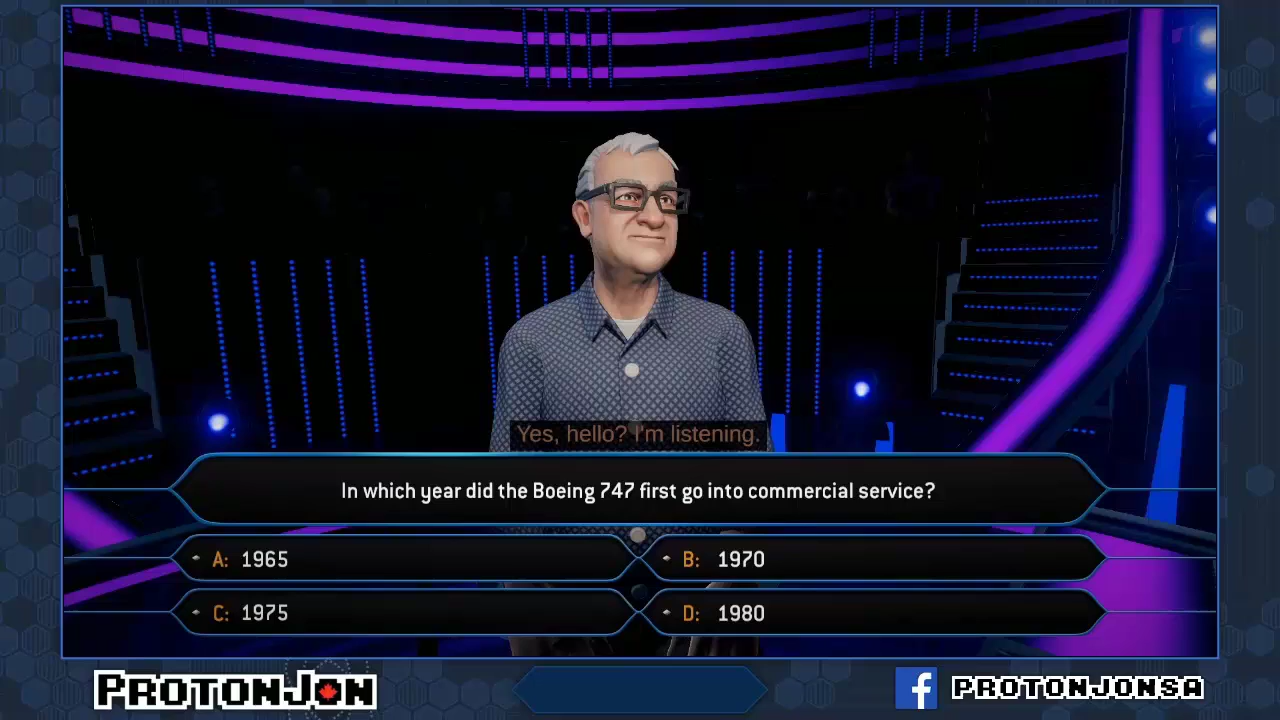 Yes, hello? I'm listening.
In which year did the Boeing 747 first go into commercial service?
A: 1965
B: 1970
C: 1975
D: 1980
PROTONJON
f PROTONJONSA